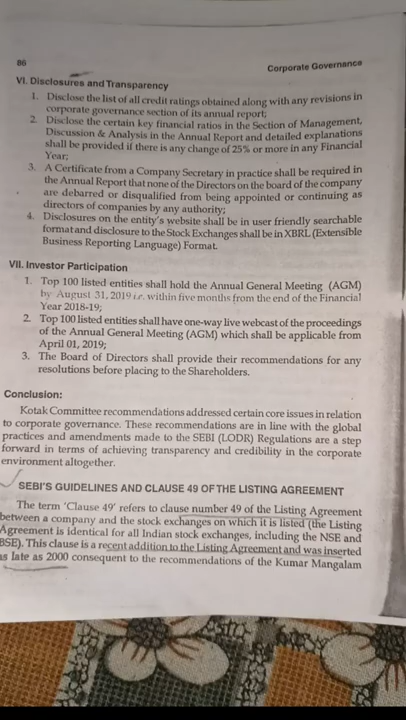 86
Corporate Governance
VI. Disclosures and Transparency
1. Disclose the list of all credit ratings obtained along with any revisions in
corporate governance section of its annual report;
2. Disclose the certain key financial ratios in the Section of Management,
Discussion & Analysis in the Annual Report and detailed explanations
shall be provided if there is any change of 25% or more in any Financial
Year;
3. A Certificate from a Company Secretary in practice shall be required in
the Annual Report that none of the Directors on the board of the company
are debarred or disqualified from being appointed or continuing as
directors of companies by any authority;
4. Disclosures on the entity's website shall be in user friendly searchable
format and disclosure to the Stock Exchanges shall be in XBRL (Extensible
Business Reporting Language) Format.
VII. Investor Participation
1. Top 100 listed entities shall hold the Annual General Meeting (AGM)
by August 31, 2019 i.e. within five months from the end of the Financial
Year 2018-19;
2. Top 100 listed entities shall have one-way live webcast of the proceedings
of the Annual General Meeting (AGM) which shall be applicable from
April 01, 2019;
3. The Board of Directors shall provide their recommendations for any
resolutions before placing to the Shareholders.
Conclusion:
Kotak Committee recommendations addressed certain core issues in relation
to corporate governance. These recommendations are in line with the global
practices and amendments made to the SEBI (LODR) Regulations are a step
forward in terms of achieving transparency and credibility in the corporate
environment altogether.
SEBI'S GUIDELINES AND CLAUSE 49 OF THE LISTING AGREEMENT
The term 'Clause 49' refers to clause number 49 of the Listing Agreement
between a company and the stock exchanges on which it is listed (the Listing
Agreement is identical for all Indian stock exchanges, including the NSE and
BSE). This clause is a recent addition to the Listing Agreement and was inserted
as late as 2000 consequent to the recommendations of the Kumar Mangalam